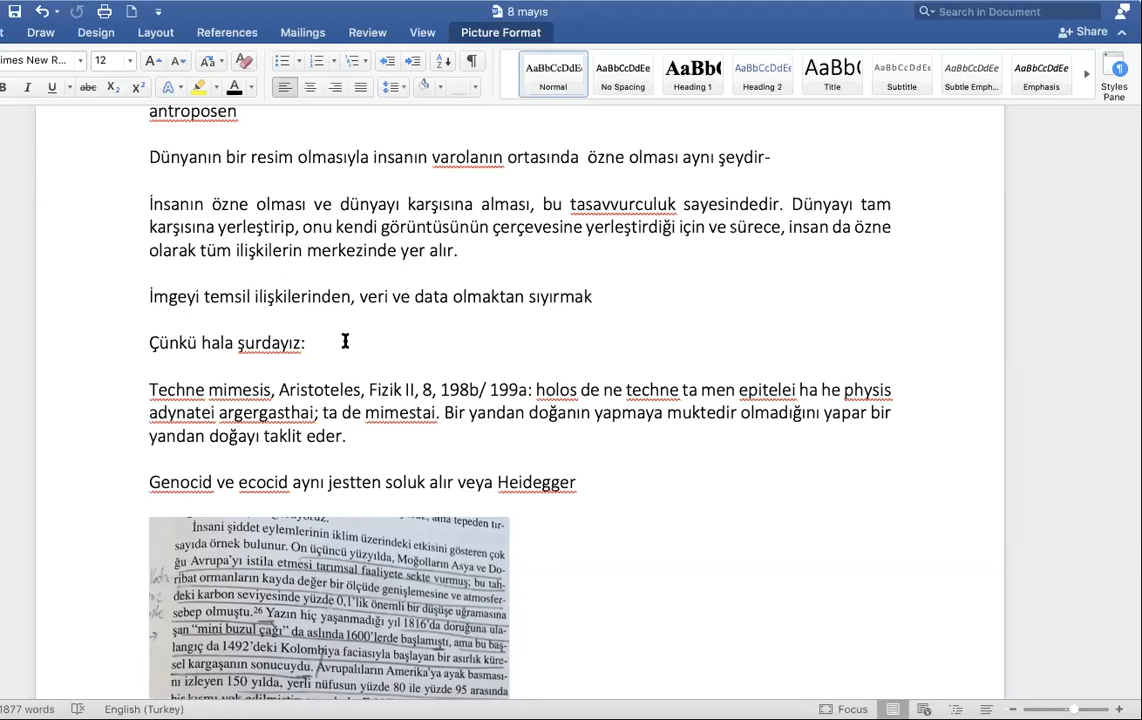 8 mayıs
Search in Document
Draw Design Layout References Mailings Review View Picture Format Share
imes New R... 12
AaBbCcDdE AaBbCcDdE AaBbC AaBbCcDdE AaBb( AaBbCcDdE AaBbCcDdE AaBbCcDdE
Normal No Spacing Heading 1 Heading 2 Title Subtitle Subtle Emph... Emphasis Styles
Pane
antroposen
Dünyanın bir resim olmasıyla insanın varolanın ortasında özne olması aynı şeydir-
İnsanın özne olması ve dünyayı karşısına alması, bu tasavvurculuk sayesindedir. Dünyayı tam
karşısına yerleştirip, onu kendi görüntüsünün çerçevesine yerleştirdiği için ve sürece, insan da özne
olarak tüm ilişkilerin merkezinde yer alır.
İmgeyi temsil ilişkilerinden, veri ve data olmaktan sıyırmak
Çünkü hala şurdayız:
Techne mimesis, Aristoteles, Fizik II, 8, 198b/ 199a: holos de ne techne ta men epitelei ha he physis
adynatei argergasthai; ta de mimestai. Bir yandan doğanın yapmaya muktedir olmadığını yapar bir
yandan doğayı taklit eder.
Genocid ve ecocid aynı jestten soluk alır veya Heidegger
ama tepeden tır-
İnsani şiddet eylemlerinin iklim üzerindeki etkisini gösteren çok
sayıda örnek bulunur. On üçüncü yüzyılda, Moğolların Asya ve Do-
ğu Avrupa'yı istila etmesi tarımsal faaliyete sekte vurmuş; bu tah-
ribat ormanların kayda değer bir ölçüde genişlemesine ve atmosfer-
deki karbon seviyesinde yüzde 0,1'lik önemli bir düşüşe uğramasına
sebep olmuştu.26 Yazın hiç yaşanmadığı yıl 1816'da doruğuna ula-
şan "mini buzul çağı" da aslında 1600'lerde başlamıştı, ama bu baş-
langıç da 1492'deki Kolombiya faciasıyla başlayan bir asırlık küre-
sel kargaşanın sonucuydu. Avrupalıların Amerika'ya ayak basması-
nı izleyen 150 yılda, yerli nüfusun yüzde 80 ile yüzde 95 arasında
1877 words English (Turkey) Focus